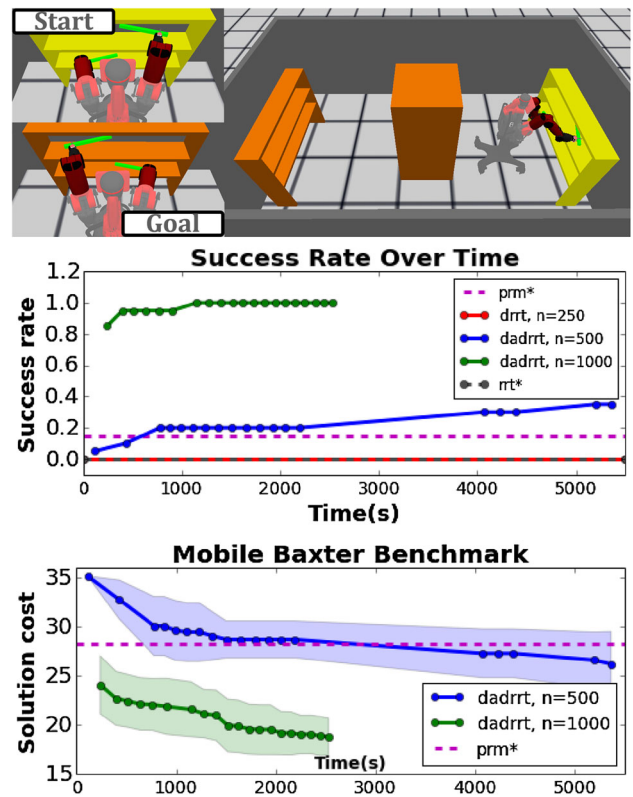 Start
Goal
Success Rate Over Time
Success rate
1.2
1.0
0.8
0.6
0.4
0.2
0.0
prm*
drrt, n=250
dadrrt, n=500
dadrrt, n=1000
rrt*
0 1000 2000 3000 4000 5000
Time(s)
Mobile Baxter Benchmark
Solution cost
35
30
25
20
15
dadrrt, n=500
dadrrt, n=1000
prm*
Time(s)
0 1000 2000 3000 4000 5000